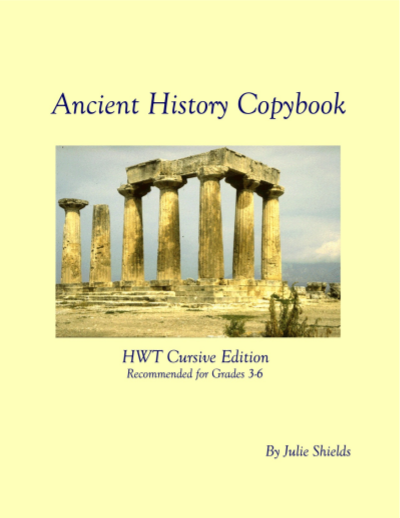 Ancient History Copybook
HWT Cursive Edition
Recommended for Grades 3-6
By Julie Shields